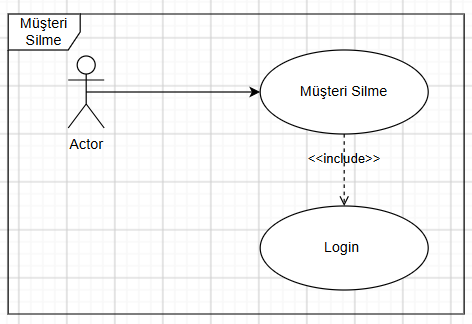 Müşteri
Silme
Actor
Müşteri Silme
<<include>>
Login